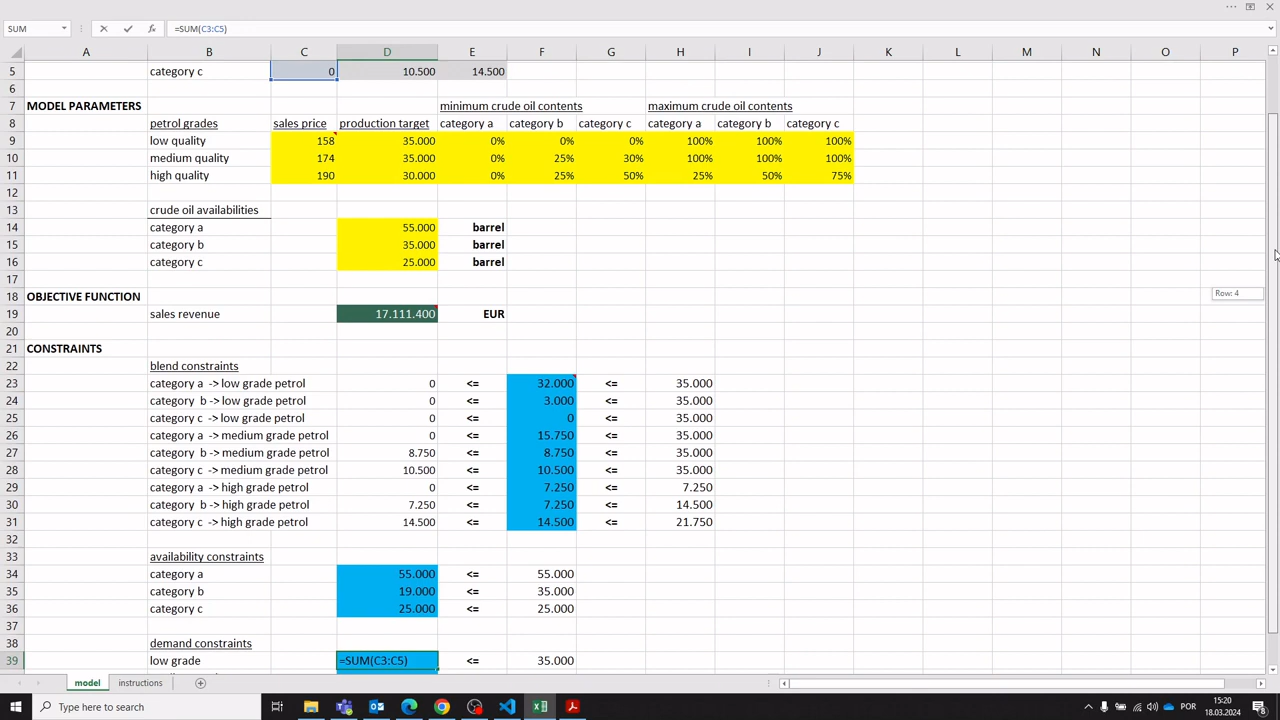 SUM =SUM(C3:C5)
A B C D E F G H I J K L M N O P
5 category c 0 10.500 14.500
6
7 MODEL PARAMETERS minimum crude oil contents maximum crude oil contents
8 petrol grades sales price production target category a category b category c category a category b category c
9 low quality 158 35.000 0% 0% 0% 100% 100% 100%
10 medium quality 174 35.000 0% 25% 30% 100% 100% 100%
11 high quality 190 30.000 0% 25% 50% 25% 50% 75%
12
13 crude oil availabilities
14 category a 55.000 barrel
15 category b 35.000 barrel
16 category c 25.000 barrel
17
18 OBJECTIVE FUNCTION Row: 4
19 sales revenue 17.111.400 EUR
20
21 CONSTRAINTS
22 blend constraints
23 category a -> low grade petrol 0 <= 32.000 <= 35.000
24 category b -> low grade petrol 0 <= 3.000 <= 35.000
25 category c -> low grade petrol 0 <= 0 <= 35.000
26 category a -> medium grade petrol 0 <= 15.750 <= 35.000
27 category b -> medium grade petrol 8.750 <= 8.750 <= 35.000
28 category c -> medium grade petrol 10.500 <= 10.500 <= 35.000
29 category a -> high grade petrol 0 <= 7.250 <= 7.250
30 category b -> high grade petrol 7.250 <= 7.250 <= 14.500
31 category c -> high grade petrol 14.500 <= 14.500 <= 21.750
32
33 availability constraints
34 category a 55.000 <= 55.000
35 category b 19.000 <= 35.000
36 category c 25.000 <= 25.000
37
38 demand constraints
39 low grade =SUM(C3:C5) <= 35.000
model instructions
Type here to search POR 15:20
18.03.2024